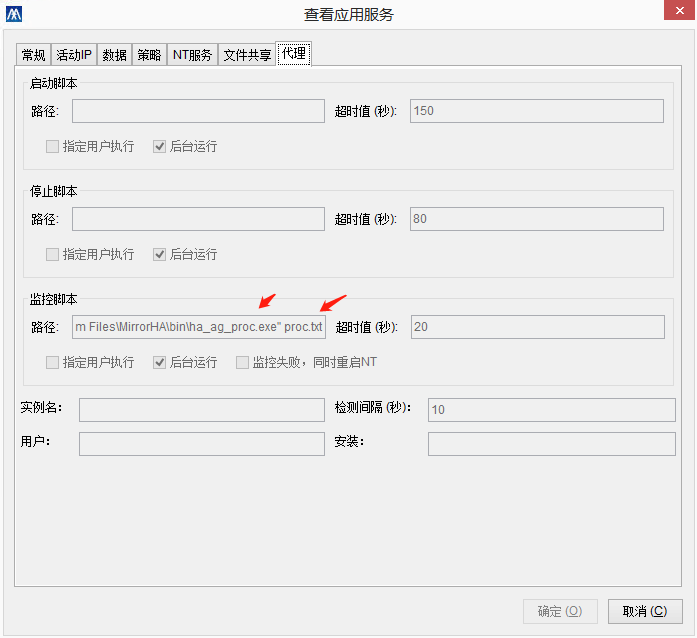 查看应用服务
常规 活动IP 数据 策略 NT服务 文件共享 代理
启动脚本
路径: 超时值 (秒): 150
指定用户执行 后台运行
停止脚本
路径: 超时值 (秒): 80
指定用户执行 后台运行
监控脚本
路径: m Files\MirrorHA\bin\ha_ag_proc.exe" proc.txt 超时值 (秒): 20
指定用户执行 后台运行 监控失败，同时重启NT
实例名： 检测间隔 (秒)： 10
用户： 安装：
确定 (O) 取消 (C)